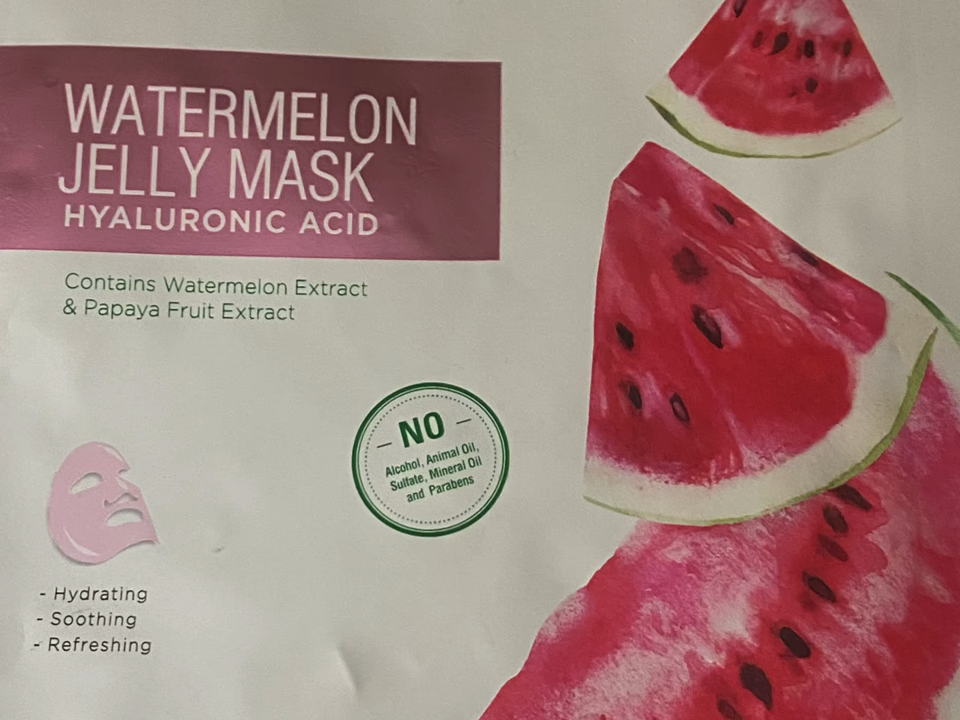 WATERMELON
JELLY MASK
HYALURONIC ACID
Contains Watermelon Extract
& Papaya Fruit Extract
- NO -
Alcohol, Animal Oil,
Sulfate, Mineral Oil
and Parabens
- Hydrating
- Soothing
- Refreshing